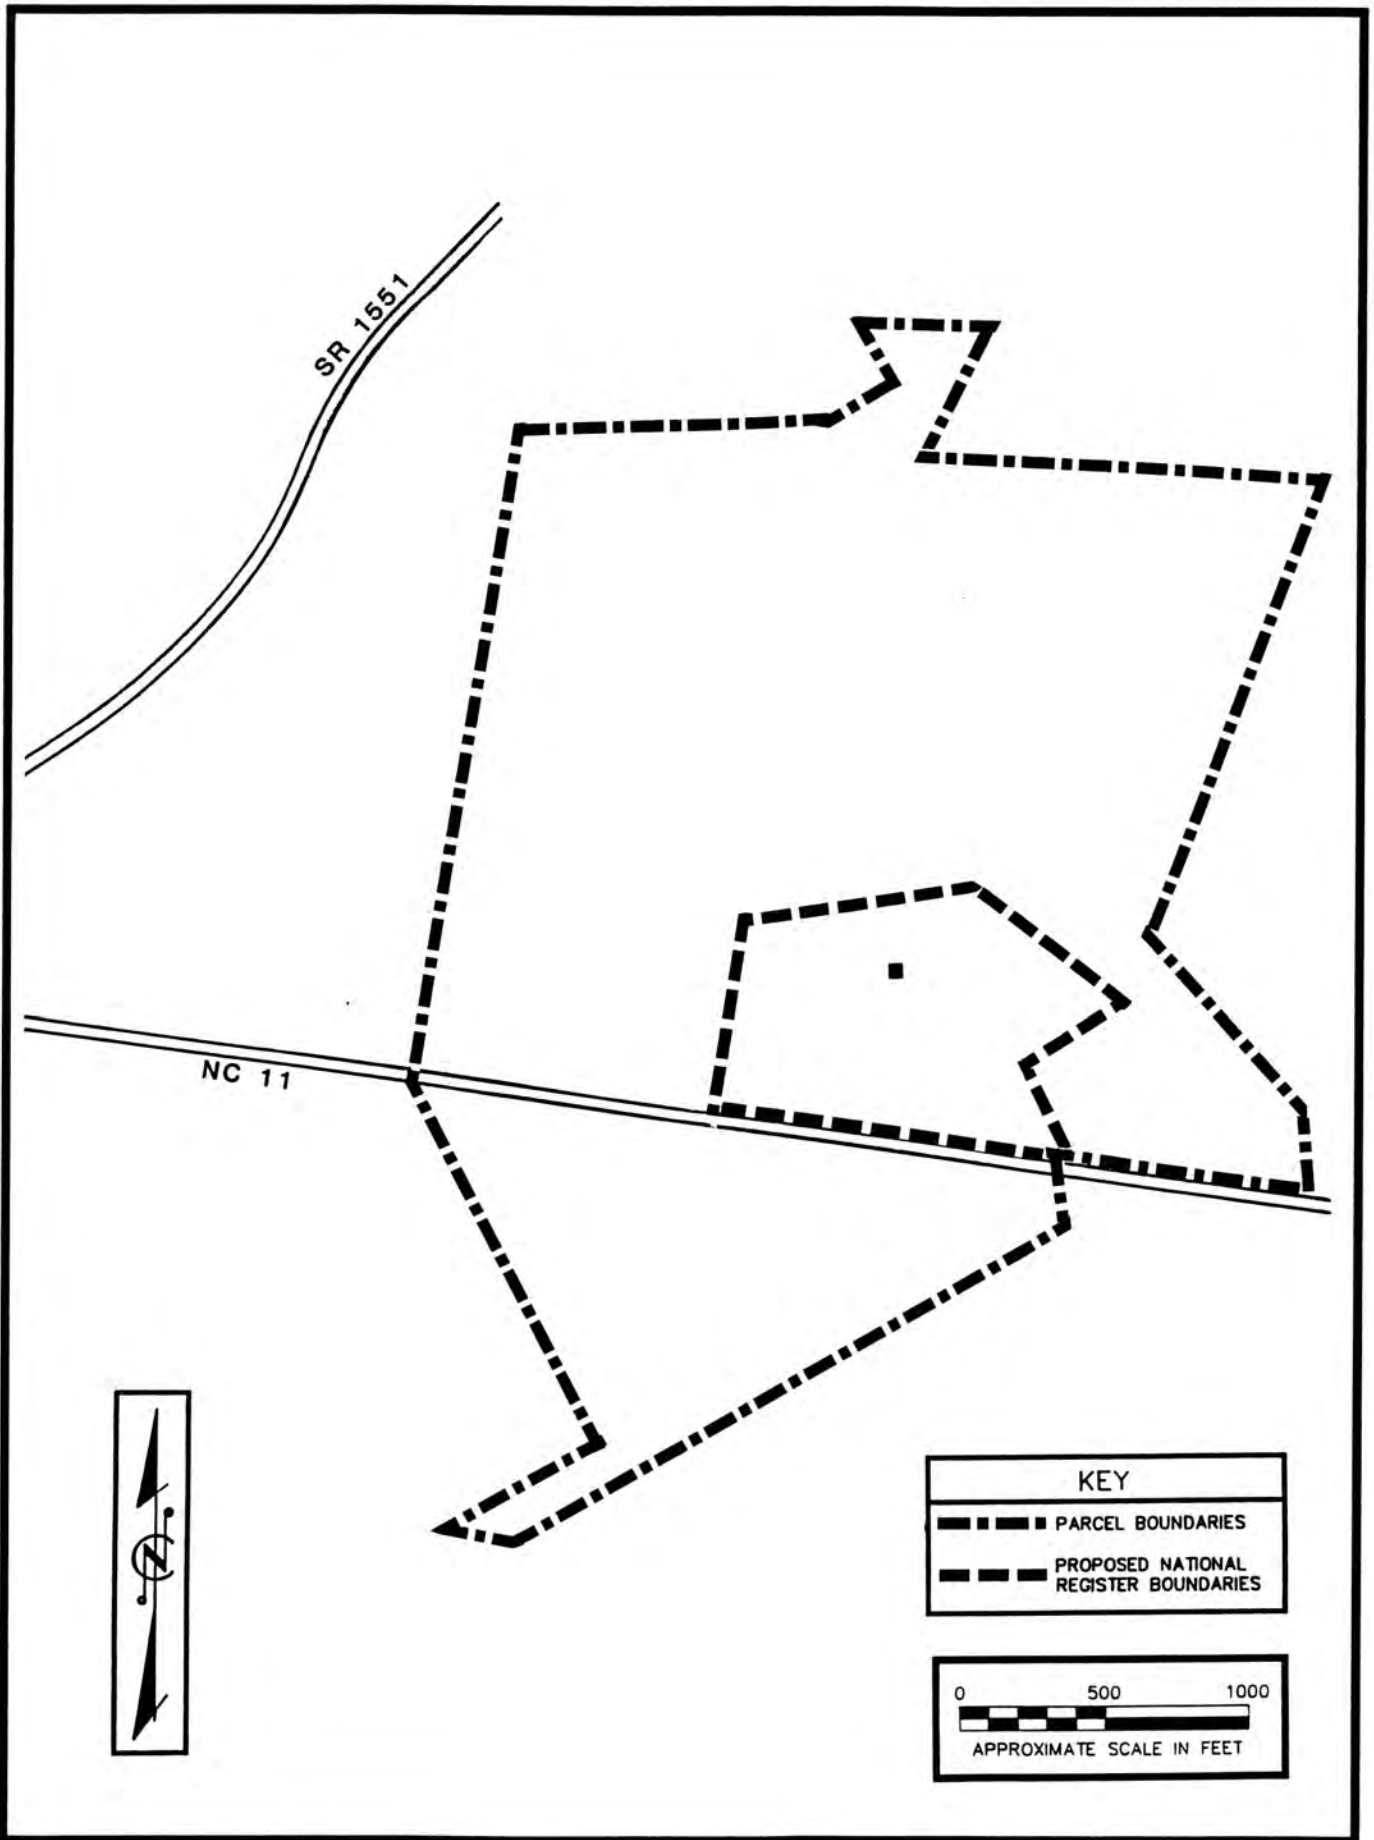 SR 1551
NC 11
N
KEY
PARCEL BOUNDARIES
PROPOSED NATIONAL
REGISTER BOUNDARIES
0 500 1000
APPROXIMATE SCALE IN FEET